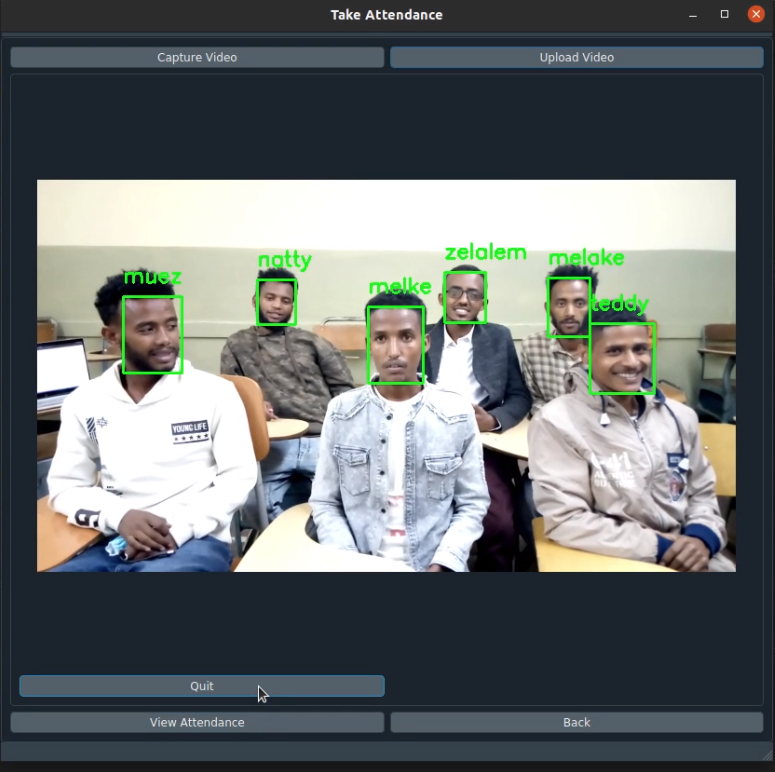 Take Attendance
Capture Video
Upload Video
muez
natty
melke
zelalem
melake
teddy
YOUNG LIFE
Quit
View Attendance
Back